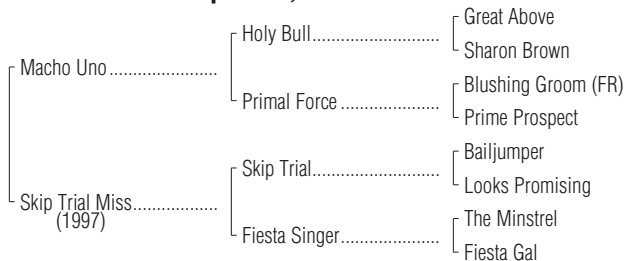 Great Above
Holy Bull......................
Sharon Brown
Macho Uno ......................
Blushing Groom (FR)
Primal Force ....................
Prime Prospect
Bailjumper
Skip Trial......................
Looks Promising
Skip Trial Miss.................
(1997)
The Minstrel
Fiesta Singer....................
Fiesta Gal